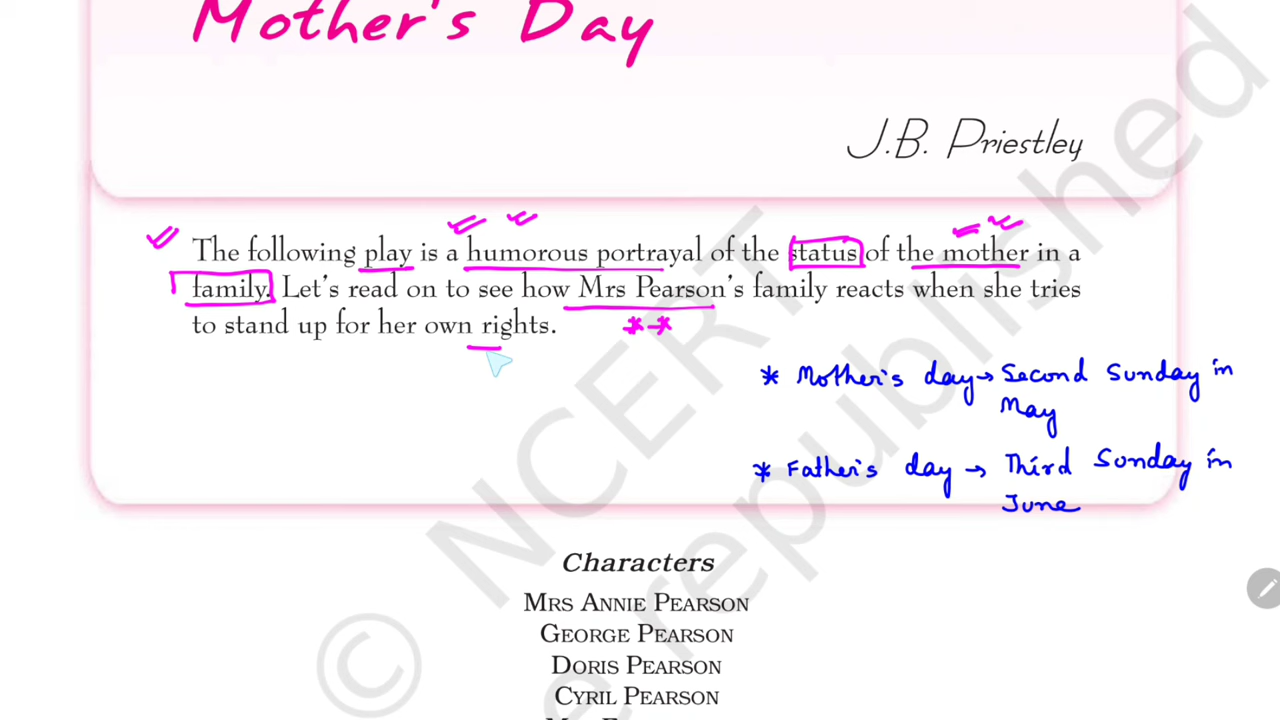 Mother's Day
J.B. Priestley
The following play is a humorous portrayal of the status of the mother in a
family. Let's read on to see how Mrs Pearson's family reacts when she tries
to stand up for her own rights.
* Mother's day → Second Sunday in
May
* Father's day → Third Sunday in
June
Characters
MRS ANNIE PEARSON
GEORGE PEARSON
DORIS PEARSON
CYRIL PEARSON
© NCERT
be republished